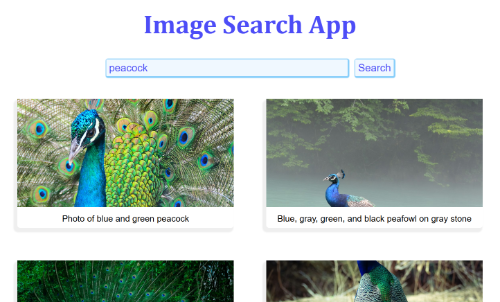 Image Search App
peacock
Search
Photo of blue and green peacock
Blue, gray, green, and black peafowl on gray stone